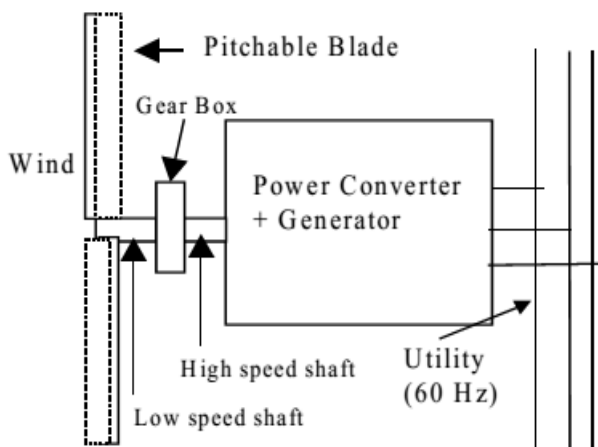 Pitchable Blade
Gear Box
Wind
Power Converter
+ Generator
High speed shaft
Low speed shaft
Utility
(60 Hz)